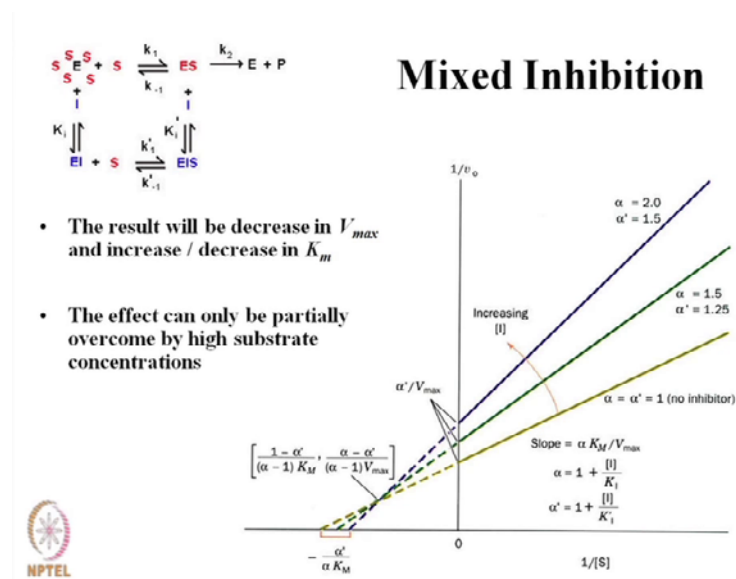 Mixed Inhibition
S S E S + S k₁ k₋₁ ES k₂ E + P
S S
+ +
I I
Kᵢ Kᵢ'
EI + S k'₁ k'₋₁ EIS
• The result will be decrease in Vmax
and increase / decrease in Km
• The effect can only be partially
overcome by high substrate
concentrations
1/v₀
α = 2.0
α' = 1.5
α = 1.5
α' = 1.25
Increasing
[I]
α = α' = 1 (no inhibitor)
α'/Vmax
[(1 − α')/((α − 1) KM), (α − α')/((α − 1)Vmax)]
Slope = α KM/Vmax
α = 1 + [I]/KI
α' = 1 + [I]/K'I
− α'/(α KM)
0
1/[S]
NPTEL